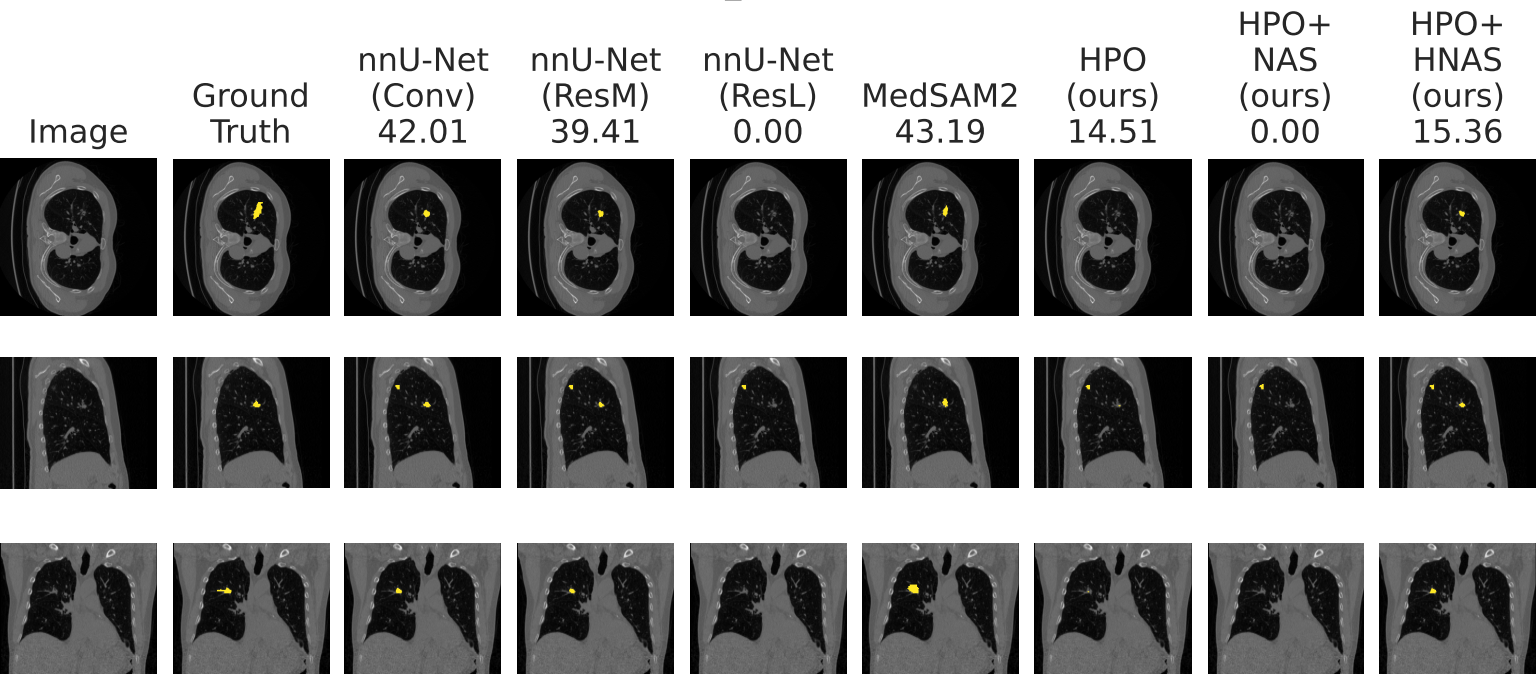 Image
Ground
Truth
nnU-Net
(Conv)
42.01
nnU-Net
(ResM)
39.41
nnU-Net
(ResL)
0.00
MedSAM2
43.19
HPO
(ours)
14.51
HPO+
NAS
(ours)
0.00
HPO+
HNAS
(ours)
15.36